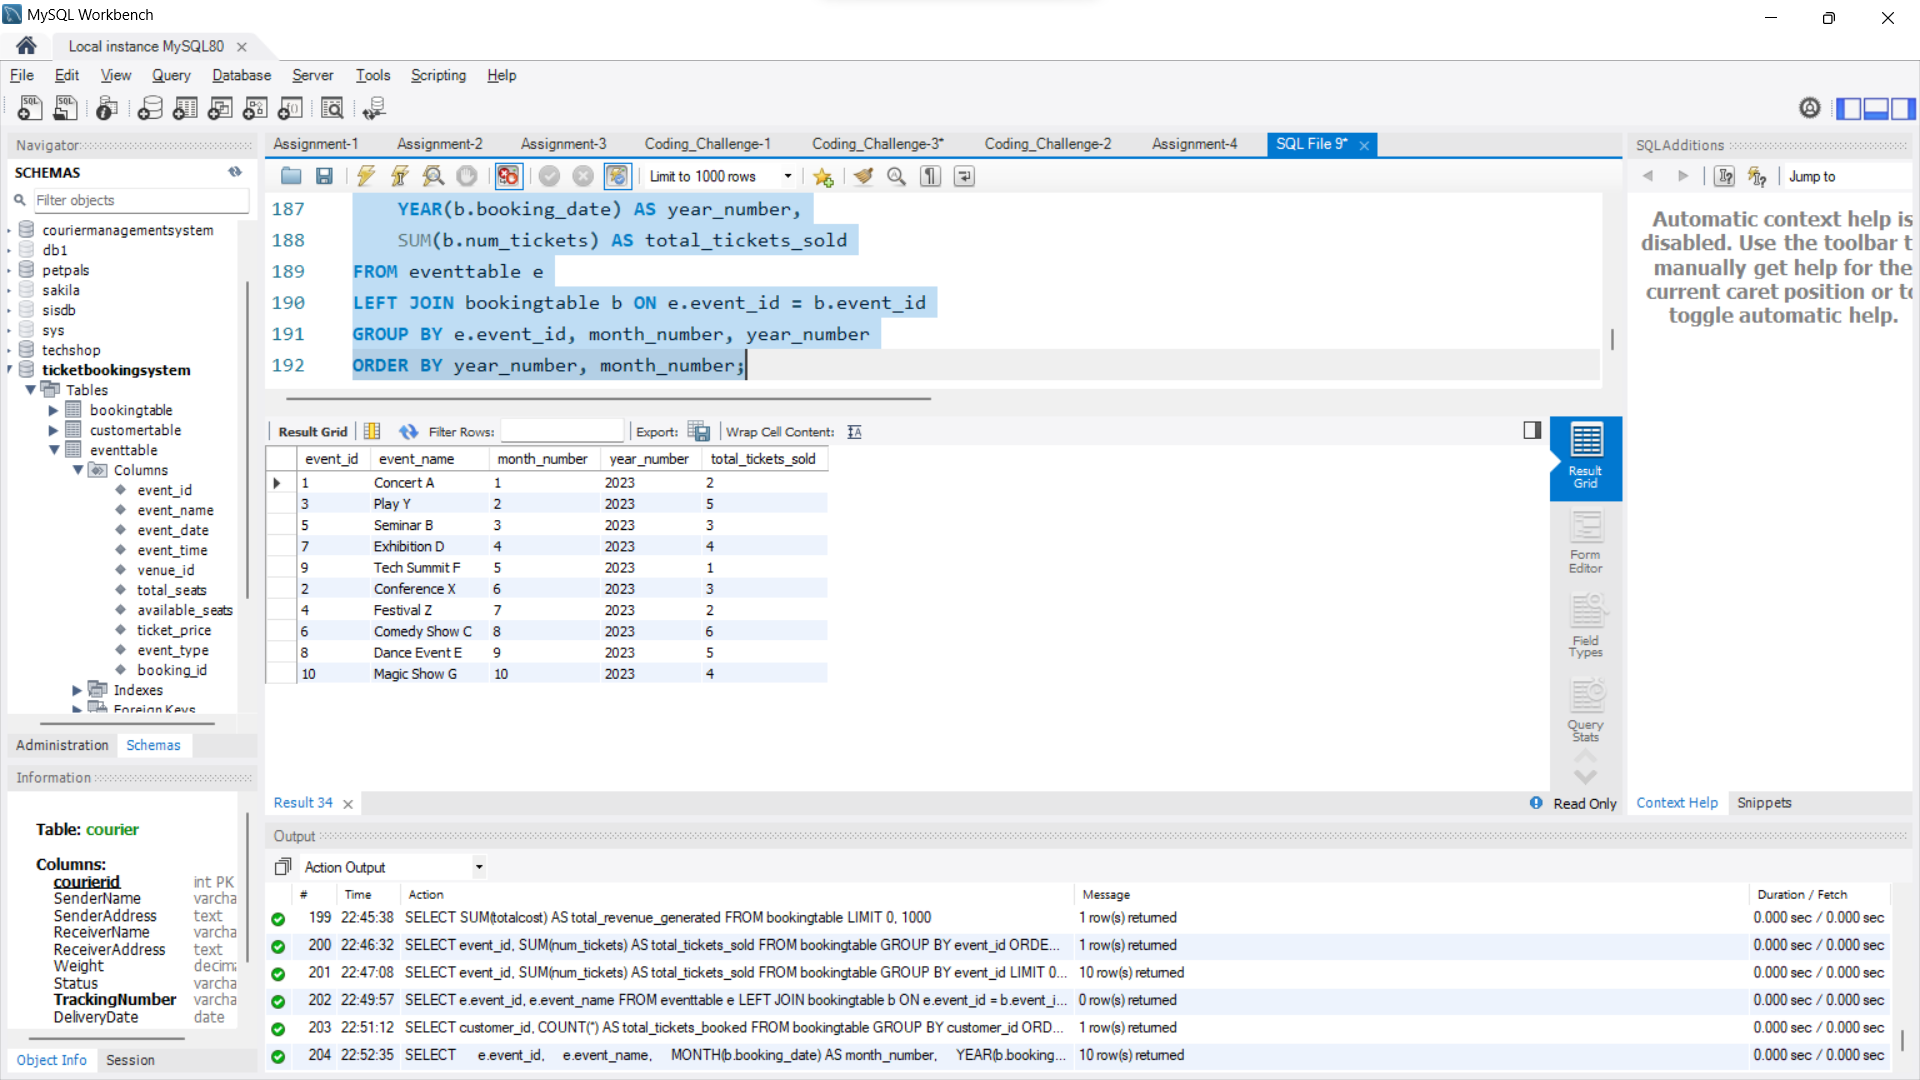 MySQL Workbench
Local instance MySQL80
File Edit View Query Database Server Tools Scripting Help
Navigator
SCHEMAS
Filter objects
couriermanagementsystem
db1
petpals
sakila
sisdb
sys
techshop
ticketbookingsystem
Tables
bookingtable
customertable
eventtable
Columns
event_id
event_name
event_date
event_time
venue_id
total_seats
available_seats
ticket_price
event_type
booking_id
Indexes
Foreign Keys
Administration Schemas
Information
Table: courier
Columns:
courierid int PK
SenderName varcha
SenderAddress text
ReceiverName varcha
ReceiverAddress text
Weight decim
Status varcha
TrackingNumber varcha
DeliveryDate date
Object Info Session
Assignment-1 Assignment-2 Assignment-3 Coding_Challenge-1 Coding_Challenge-3* Coding_Challenge-2 Assignment-4 SQL File 9*
Limit to 1000 rows
187 YEAR(b.booking_date) AS year_number,
188 SUM(b.num_tickets) AS total_tickets_sold
189 FROM eventtable e
190 LEFT JOIN bookingtable b ON e.event_id = b.event_id
191 GROUP BY e.event_id, month_number, year_number
192 ORDER BY year_number, month_number;
Result Grid Filter Rows: Export: Wrap Cell Content:
event_id event_name month_number year_number total_tickets_sold
1 Concert A 1 2023 2
3 Play Y 2 2023 5
5 Seminar B 3 2023 3
7 Exhibition D 4 2023 4
9 Tech Summit F 5 2023 1
2 Conference X 6 2023 3
4 Festival Z 7 2023 2
6 Comedy Show C 8 2023 6
8 Dance Event E 9 2023 5
10 Magic Show G 10 2023 4
Result Grid
Form Editor
Field Types
Query Stats
Result 34
Read Only
SQLAdditions
Jump to
Automatic context help is
disabled. Use the toolbar t
manually get help for the
current caret position or to
toggle automatic help.
Context Help Snippets
Output
Action Output
# Time Action Message Duration / Fetch
199 22:45:38 SELECT SUM(totalcost) AS total_revenue_generated FROM bookingtable LIMIT 0, 1000 1 row(s) returned 0.000 sec / 0.000 sec
200 22:46:32 SELECT event_id, SUM(num_tickets) AS total_tickets_sold FROM bookingtable GROUP BY event_id ORDE... 1 row(s) returned 0.000 sec / 0.000 sec
201 22:47:08 SELECT event_id, SUM(num_tickets) AS total_tickets_sold FROM bookingtable GROUP BY event_id LIMIT 0... 10 row(s) returned 0.000 sec / 0.000 sec
202 22:49:57 SELECT e.event_id, e.event_name FROM eventtable e LEFT JOIN bookingtable b ON e.event_id = b.event_i... 0 row(s) returned 0.000 sec / 0.000 sec
203 22:51:12 SELECT customer_id, COUNT(*) AS total_tickets_booked FROM bookingtable GROUP BY customer_id ORD... 1 row(s) returned 0.000 sec / 0.000 sec
204 22:52:35 SELECT e.event_id, e.event_name, MONTH(b.booking_date) AS month_number, YEAR(b.booking... 10 row(s) returned 0.000 sec / 0.000 sec